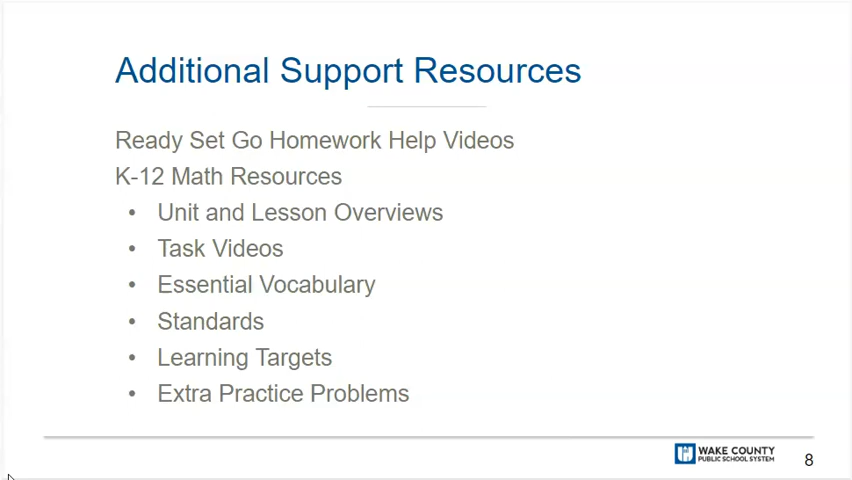 Additional Support Resources
Ready Set Go Homework Help Videos
K-12 Math Resources
• Unit and Lesson Overviews
• Task Videos
• Essential Vocabulary
• Standards
• Learning Targets
• Extra Practice Problems
WAKE COUNTY
PUBLIC SCHOOL SYSTEM
8